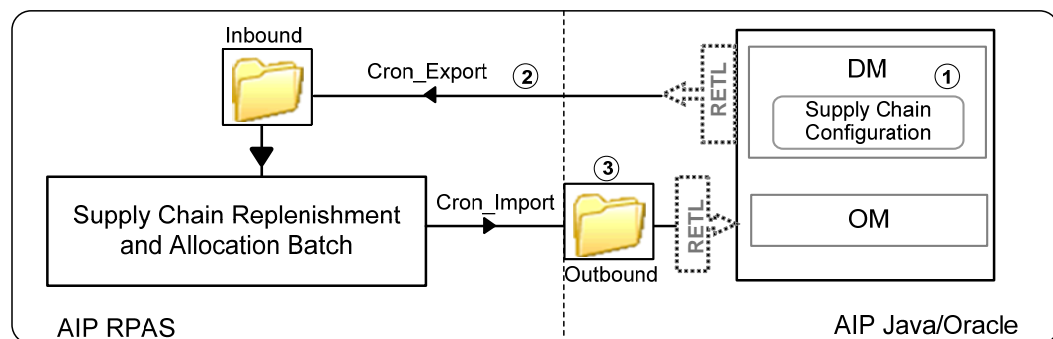 Inbound
Cron_Export
2
RETL
DM
1
Supply Chain
Configuration
3
Supply Chain Replenishment
and Allocation Batch
Cron_Import
Outbound
RETL
OM
AIP RPAS
AIP Java/Oracle